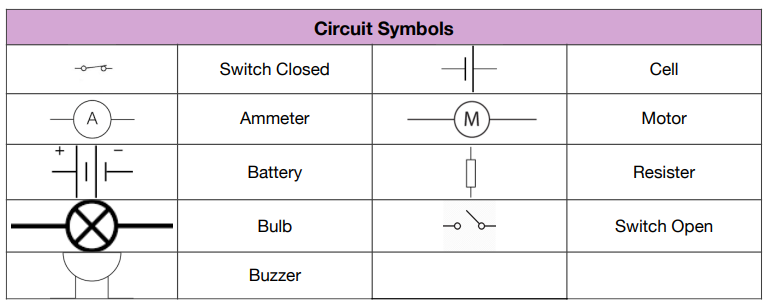 Circuit Symbols
Switch Closed
Cell
A
Ammeter
M
Motor
+ −
Battery
Resister
Bulb
Switch Open
Buzzer